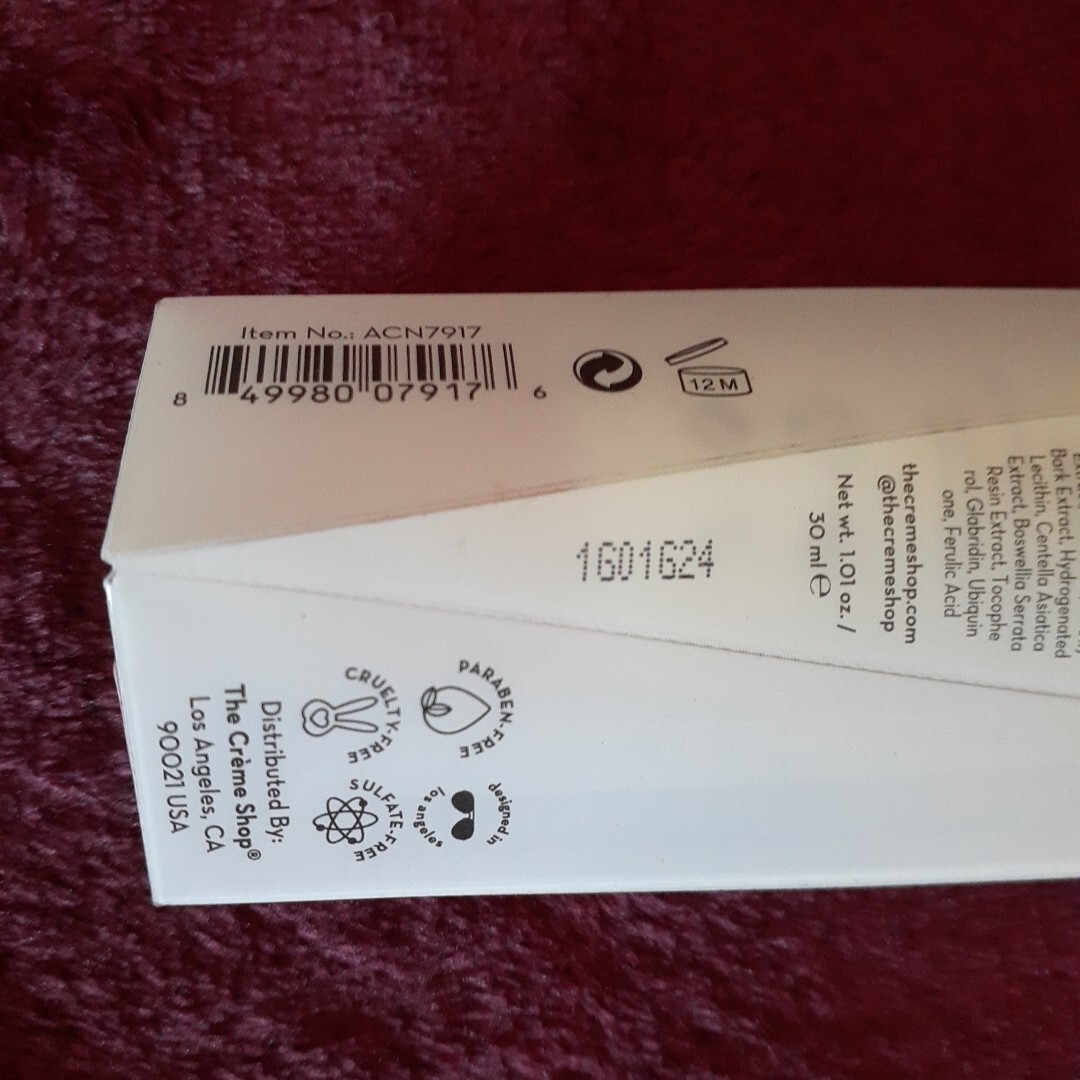 Item No.: ACN7917
8 49980 07917 6
12M
Bark Extract, Hydrogenated
Lecithin, Centella Asiatica
Extract, Boswellia Serrata
Resin Extract, Tocophe
rol, Glabridin, Ubiquin
one, Ferulic Acid
thecremeshop.com
@thecremeshop
Net wt. 1.01 oz. /
30 ml ℮
PARABEN-FREE
designed in
los angeles
CRUELTY-FREE
SULFATE-FREE
Distributed By:
The Crème Shop®
Los Angeles, CA
90021 USA